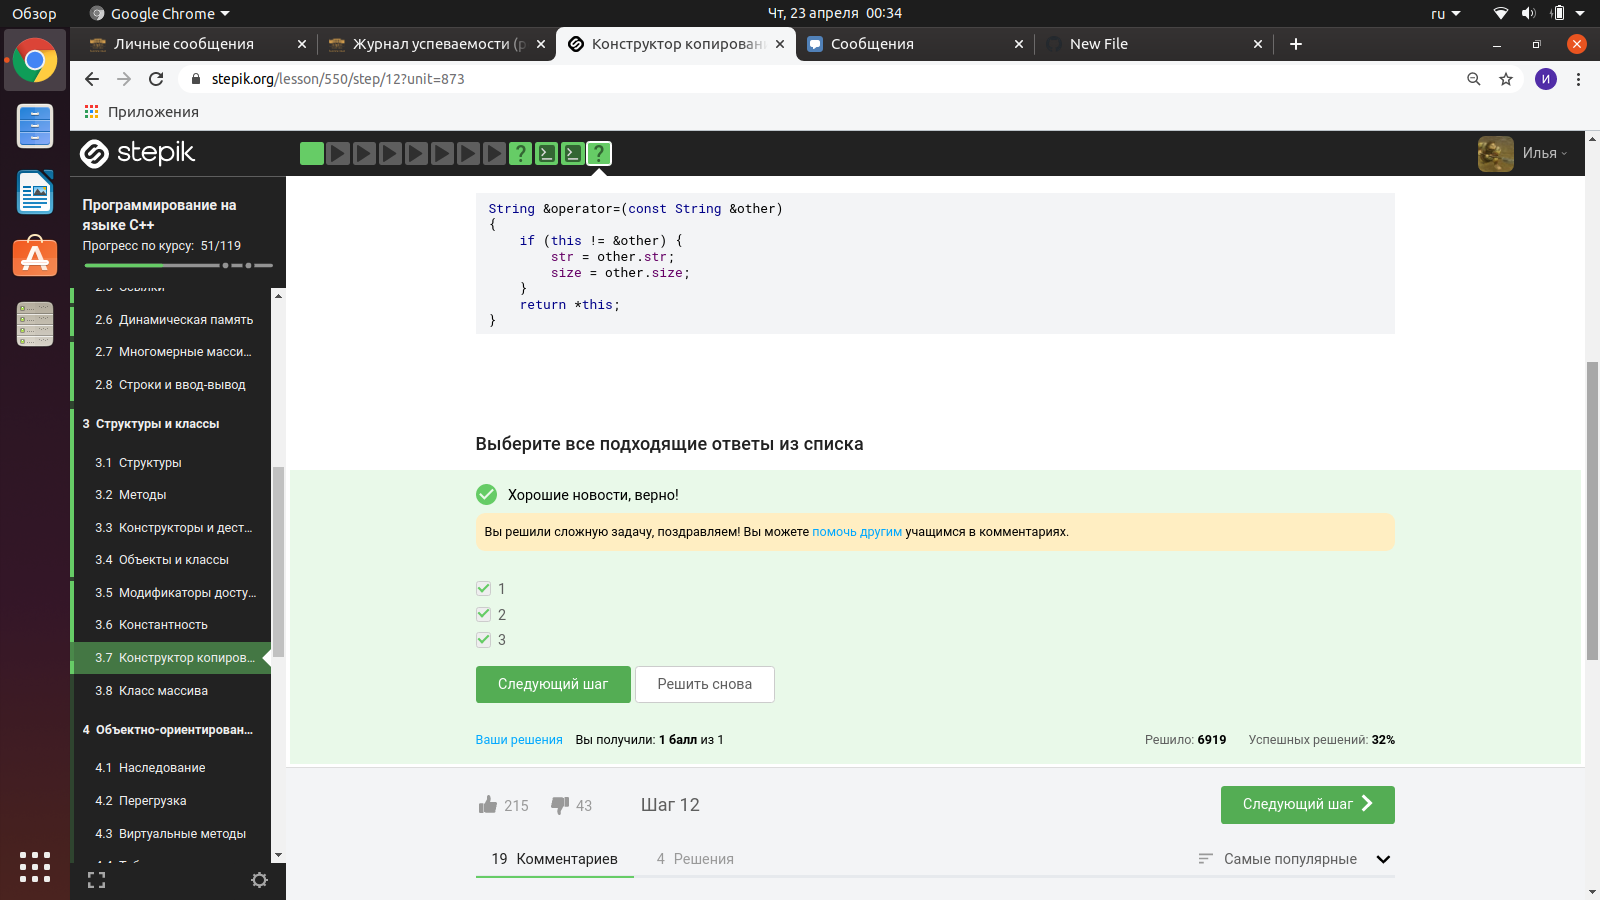 Обзор
Google Chrome
Чт, 23 апреля 00:34
ru
Личные сообщения
Журнал успеваемости (р
Конструктор копирован
Сообщения
New File
stepik.org/lesson/550/step/12?unit=873
И
Приложения
stepik
Илья
Программирование на
языке C++
Прогресс по курсу: 51/119
2.5 Ссылки
2.6 Динамическая память
2.7 Многомерные масси...
2.8 Строки и ввод-вывод
3 Структуры и классы
3.1 Структуры
3.2 Методы
3.3 Конструкторы и дест...
3.4 Объекты и классы
3.5 Модификаторы досту...
3.6 Константность
3.7 Конструктор копиров...
3.8 Класс массива
4 Объектно-ориентирован...
4.1 Наследование
4.2 Перегрузка
4.3 Виртуальные методы
String &operator=(const String &other)
{
if (this != &other) {
str = other.str;
size = other.size;
}
return *this;
}
Выберите все подходящие ответы из списка
Хорошие новости, верно!
Вы решили сложную задачу, поздравляем! Вы можете помочь другим учащимся в комментариях.
1
2
3
Следующий шаг
Решить снова
Ваши решения Вы получили: 1 балл из 1
Решило: 6919 Успешных решений: 32%
215
43
Шаг 12
Следующий шаг
19 Комментариев
4 Решения
Самые популярные